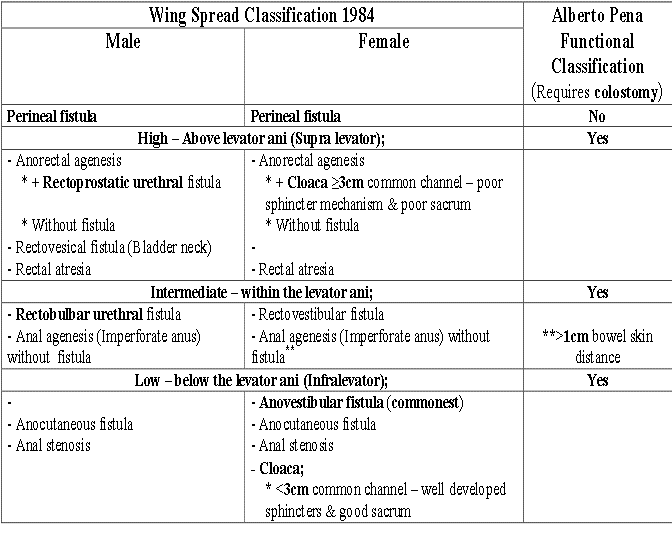 Wing Spread Classification 1984
Alberto Pena
Functional
Classification
(Requires colostomy)
Male
Female
Perineal fistula
Perineal fistula
No
High – Above levator ani (Supra levator);
Yes
- Anorectal agenesis
* + Rectoprostatic urethral fistula
* Without fistula
- Rectovesical fistula (Bladder neck)
- Rectal atresia
- Anorectal agenesis
* + Cloaca ≥3cm common channel – poor
sphincter mechanism & poor sacrum
* Without fistula
-
- Rectal atresia
Intermediate – within the levator ani;
Yes
- Rectobulbar urethral fistula
- Anal agenesis (Imperforate anus)
without fistula
- Rectovestibular fistula
- Anal agenesis (Imperforate anus) without
fistula**
**>1cm bowel skin
distance
Low – below the levator ani (Infralevator);
Yes
-
- Anocutaneous fistula
- Anal stenosis
- Anovestibular fistula (commonest)
- Anocutaneous fistula
- Anal stenosis
- Cloaca;
* <3cm common channel – well developed
sphincters & good sacrum